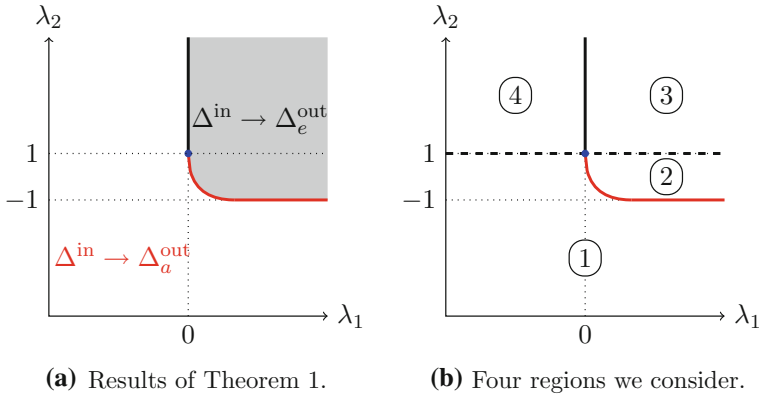 λ₂
Δⁱⁿ → Δₑᵒᵘᵗ
1
−1
Δⁱⁿ → Δₐᵒᵘᵗ
λ₁
0
(a) Results of Theorem 1.
λ₂
4
3
1
2
−1
1
λ₁
0
(b) Four regions we consider.